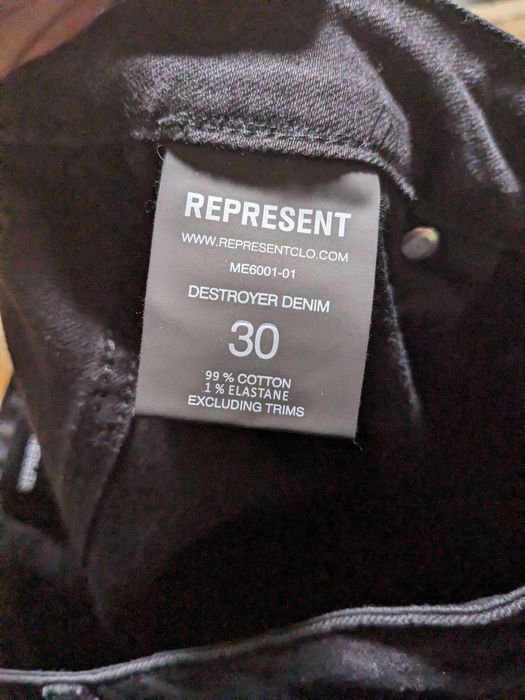 REPRESENT
WWW.REPRESENTCLO.COM
ME6001-01
DESTROYER DENIM
30
99 % COTTON
1 % ELASTANE
EXCLUDING TRIMS